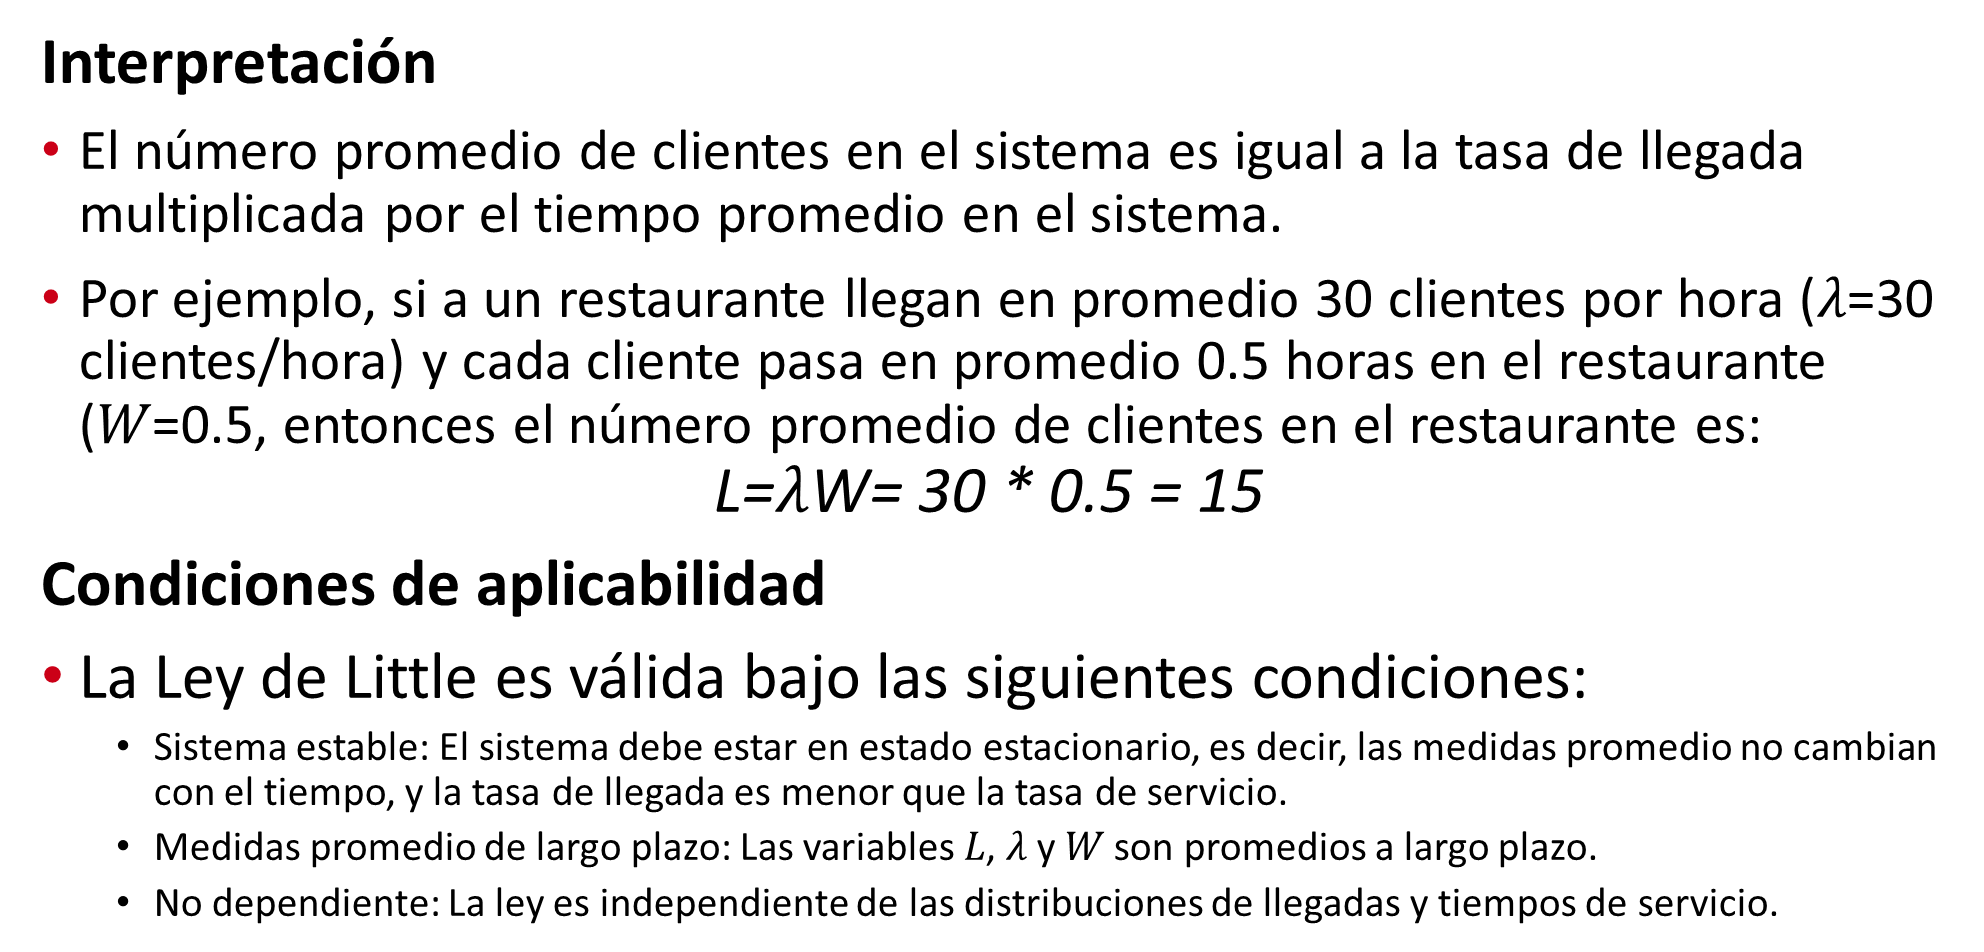 Interpretación
• El número promedio de clientes en el sistema es igual a la tasa de llegada
multiplicada por el tiempo promedio en el sistema.
• Por ejemplo, si a un restaurante llegan en promedio 30 clientes por hora (λ=30
clientes/hora) y cada cliente pasa en promedio 0.5 horas en el restaurante
(W=0.5, entonces el número promedio de clientes en el restaurante es:
L=λW= 30 * 0.5 = 15
Condiciones de aplicabilidad
• La Ley de Little es válida bajo las siguientes condiciones:
• Sistema estable: El sistema debe estar en estado estacionario, es decir, las medidas promedio no cambian
con el tiempo, y la tasa de llegada es menor que la tasa de servicio.
• Medidas promedio de largo plazo: Las variables L, λ y W son promedios a largo plazo.
• No dependiente: La ley es independiente de las distribuciones de llegadas y tiempos de servicio.